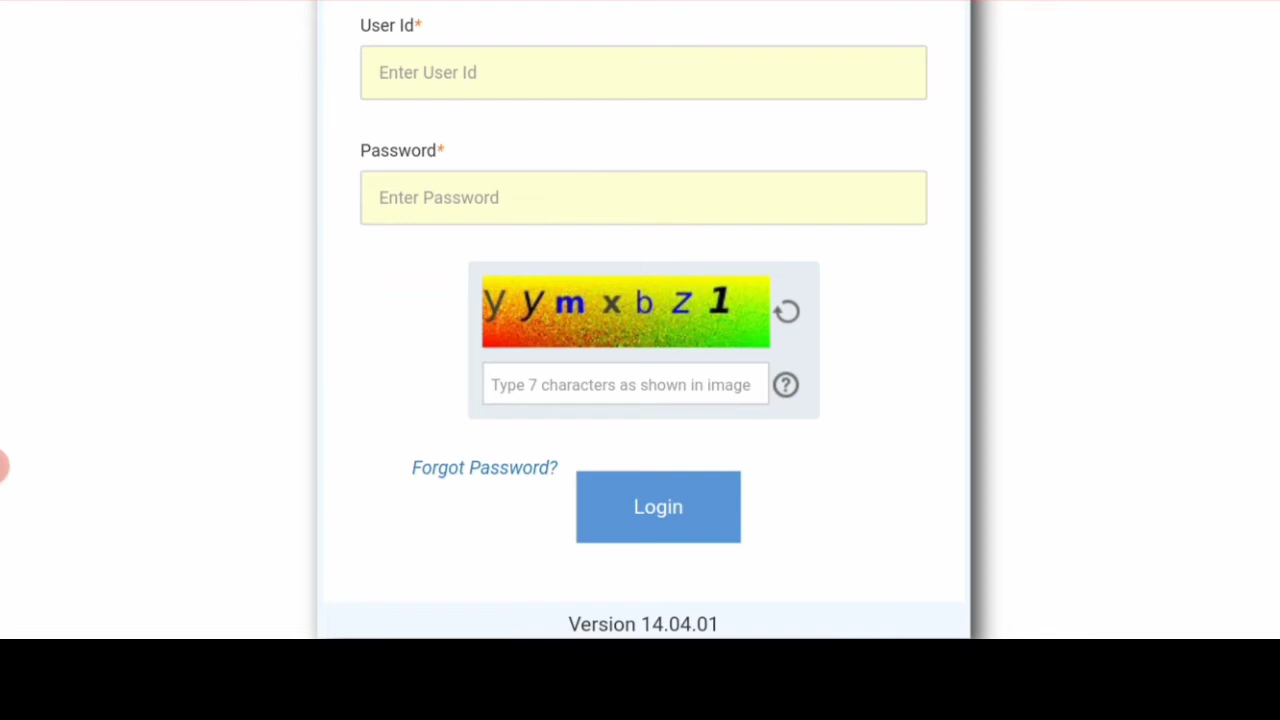 User Id*
Enter User Id
Password*
Enter Password
y y m x b z 1
Type 7 characters as shown in image
?
Forgot Password?
Login
Version 14.04.01